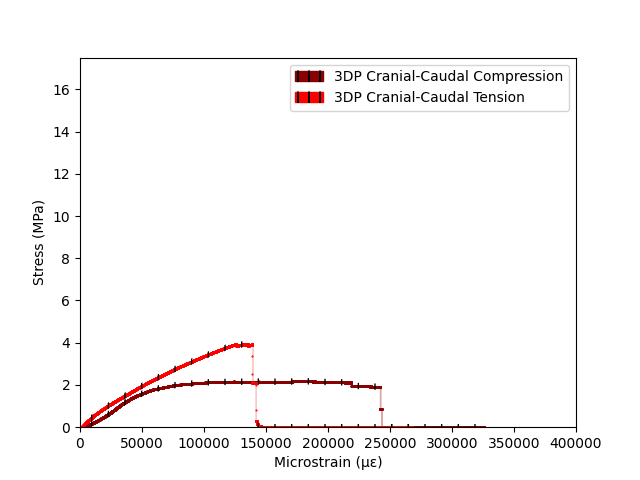 3DP Cranial-Caudal Compression
3DP Cranial-Caudal Tension
16
14
12
10
8
6
4
2
0
Stress (MPa)
0 50000 100000 150000 200000 250000 300000 350000 400000
Microstrain (με)